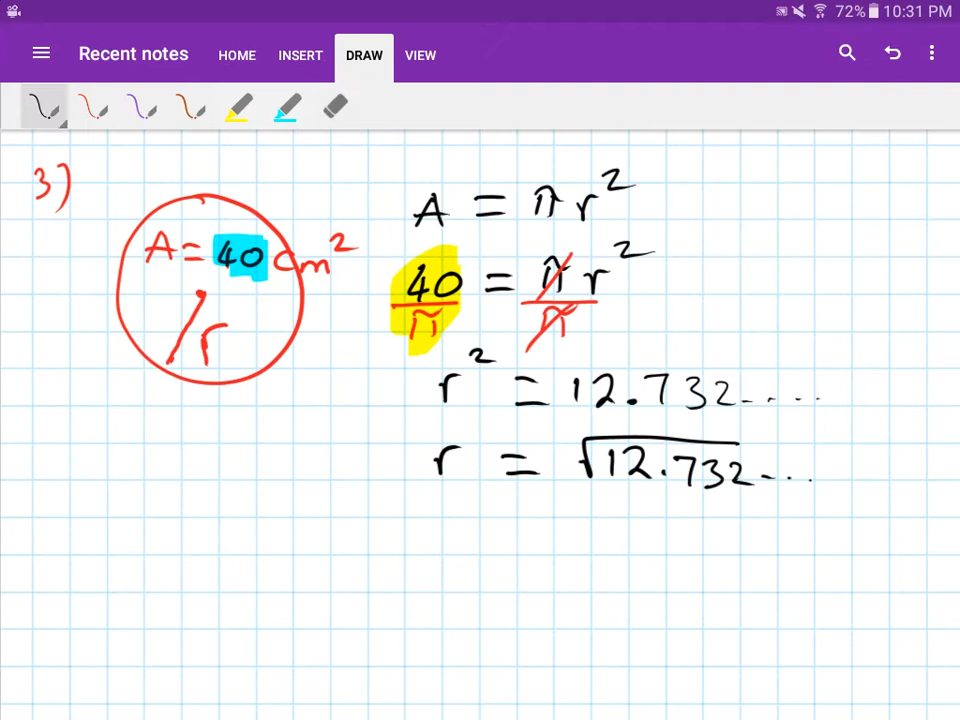 72% 10:31 PM
Recent notes HOME INSERT DRAW VIEW
3)
A = 40 cm²
r
A = πr²
40/π = πr²/π
r² = 12.732.....
r = √12.732...